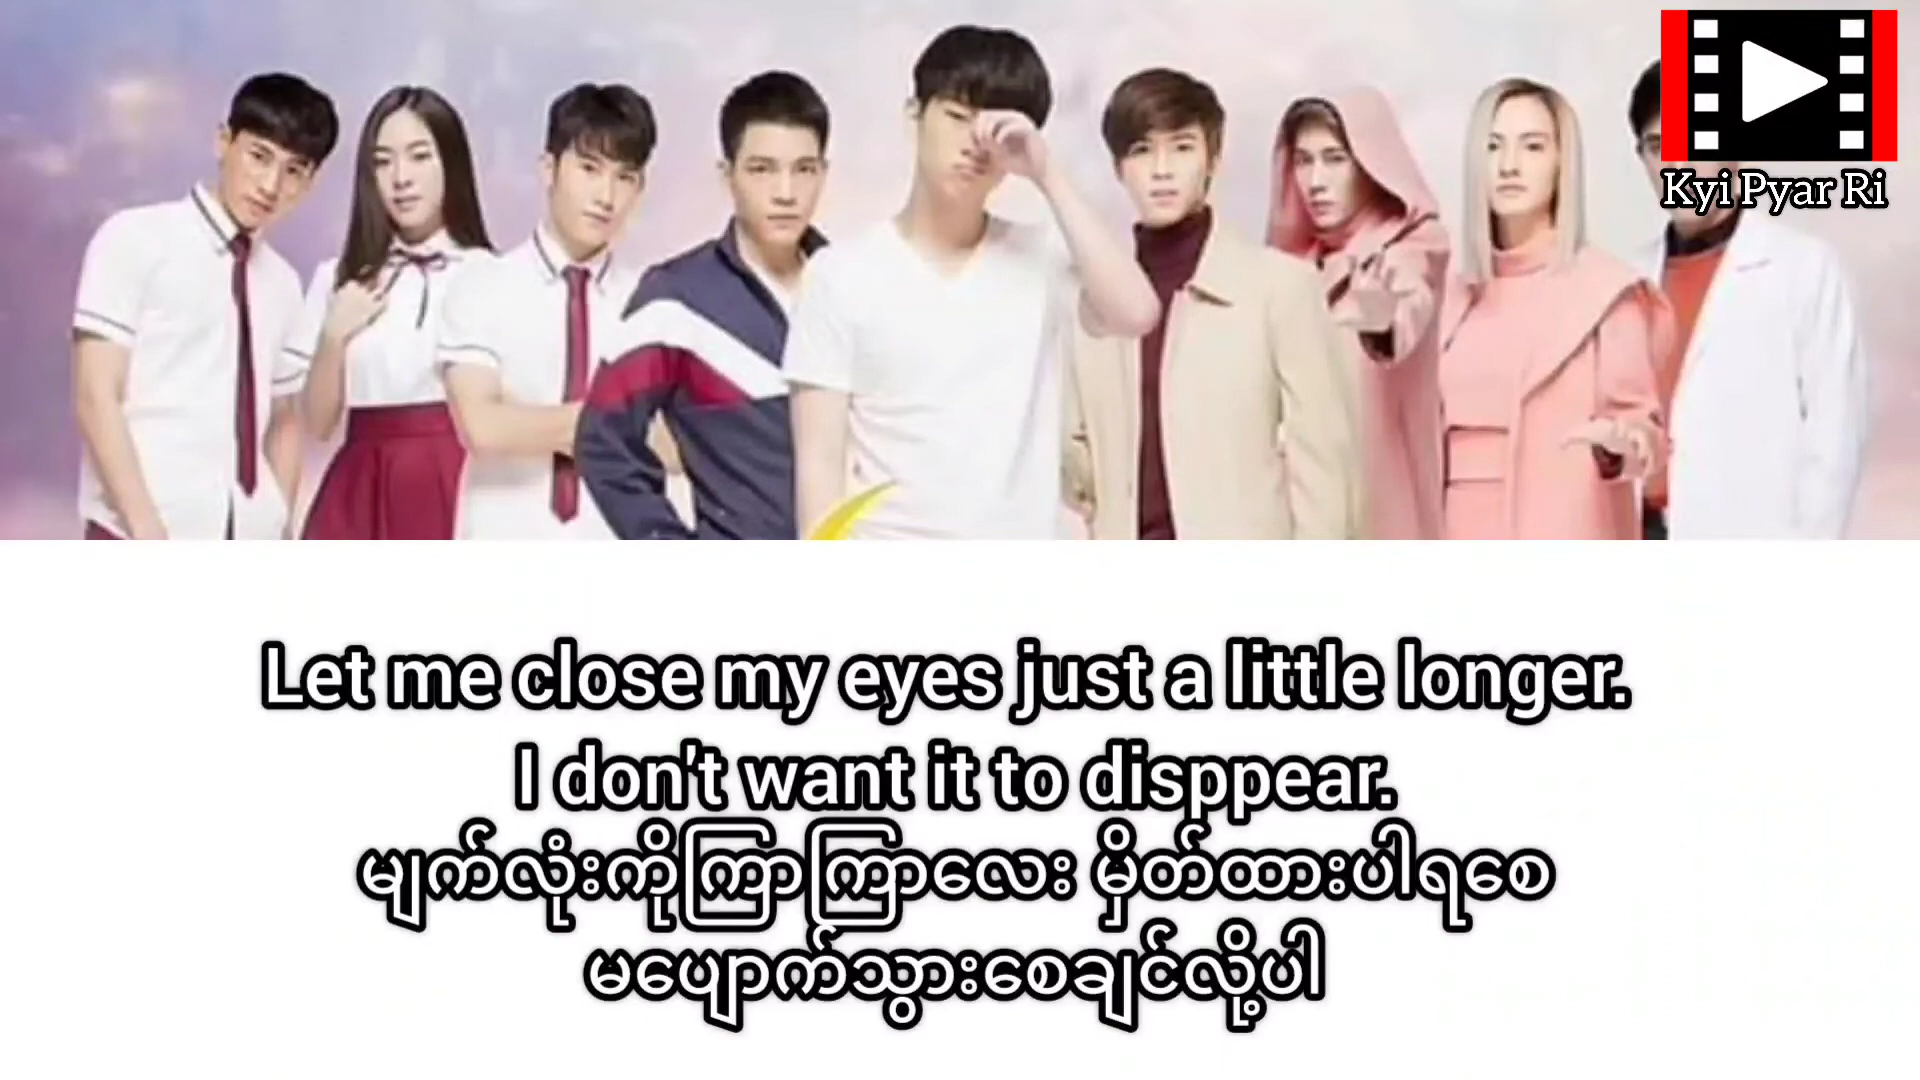 Kyi Pyar Ri
Let me close my eyes just a little longer.
I don't want it to disppear.
မျက်လုံးကိုကြာကြာလေး မှိတ်ထားပါရစေ
မပျောက်သွားစေချင်လို့ပါ